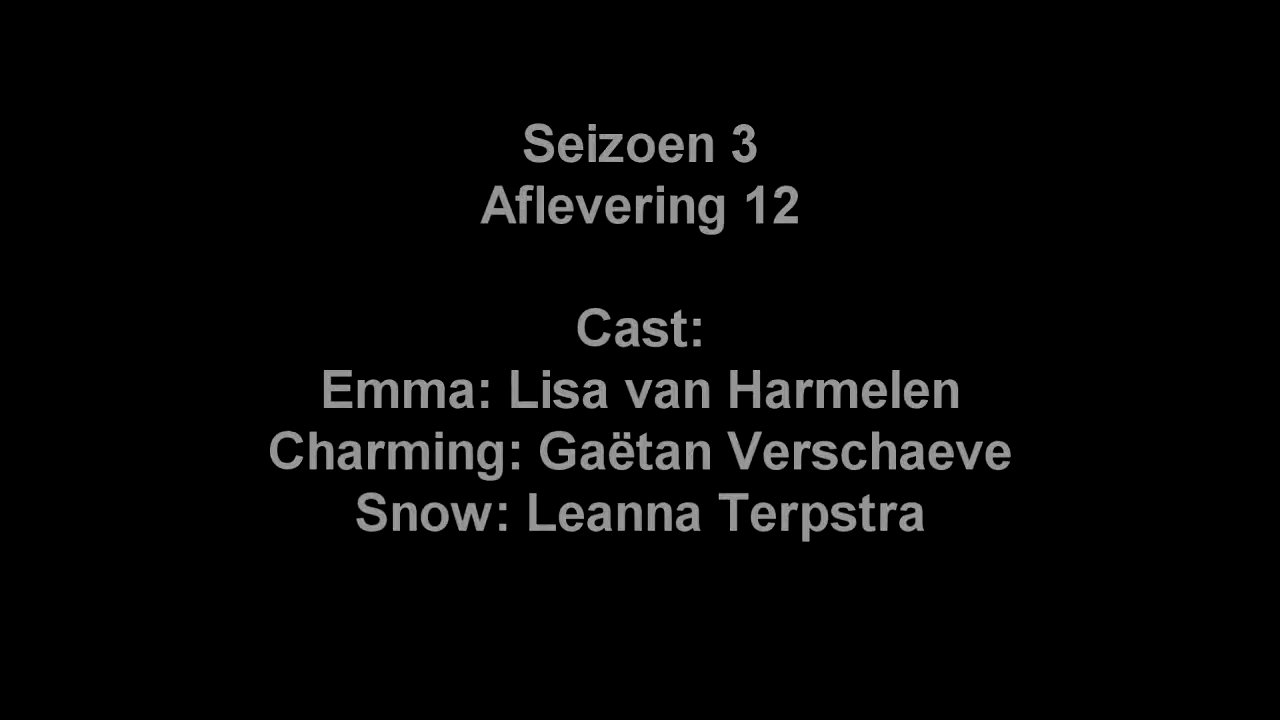 Seizoen 3
Aflevering 12
Cast:
Emma: Lisa van Harmelen
Charming: Gaëtan Verschaeve
Snow: Leanna Terpstra